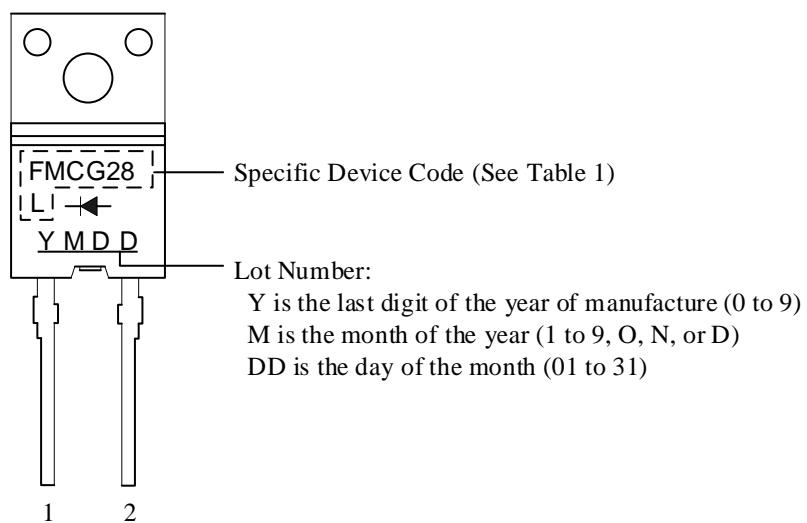 FMCG28
L
Y M D D
Specific Device Code (See Table 1)
Lot Number:
Y is the last digit of the year of manufacture (0 to 9)
M is the month of the year (1 to 9, O, N, or D)
DD is the day of the month (01 to 31)
1 2